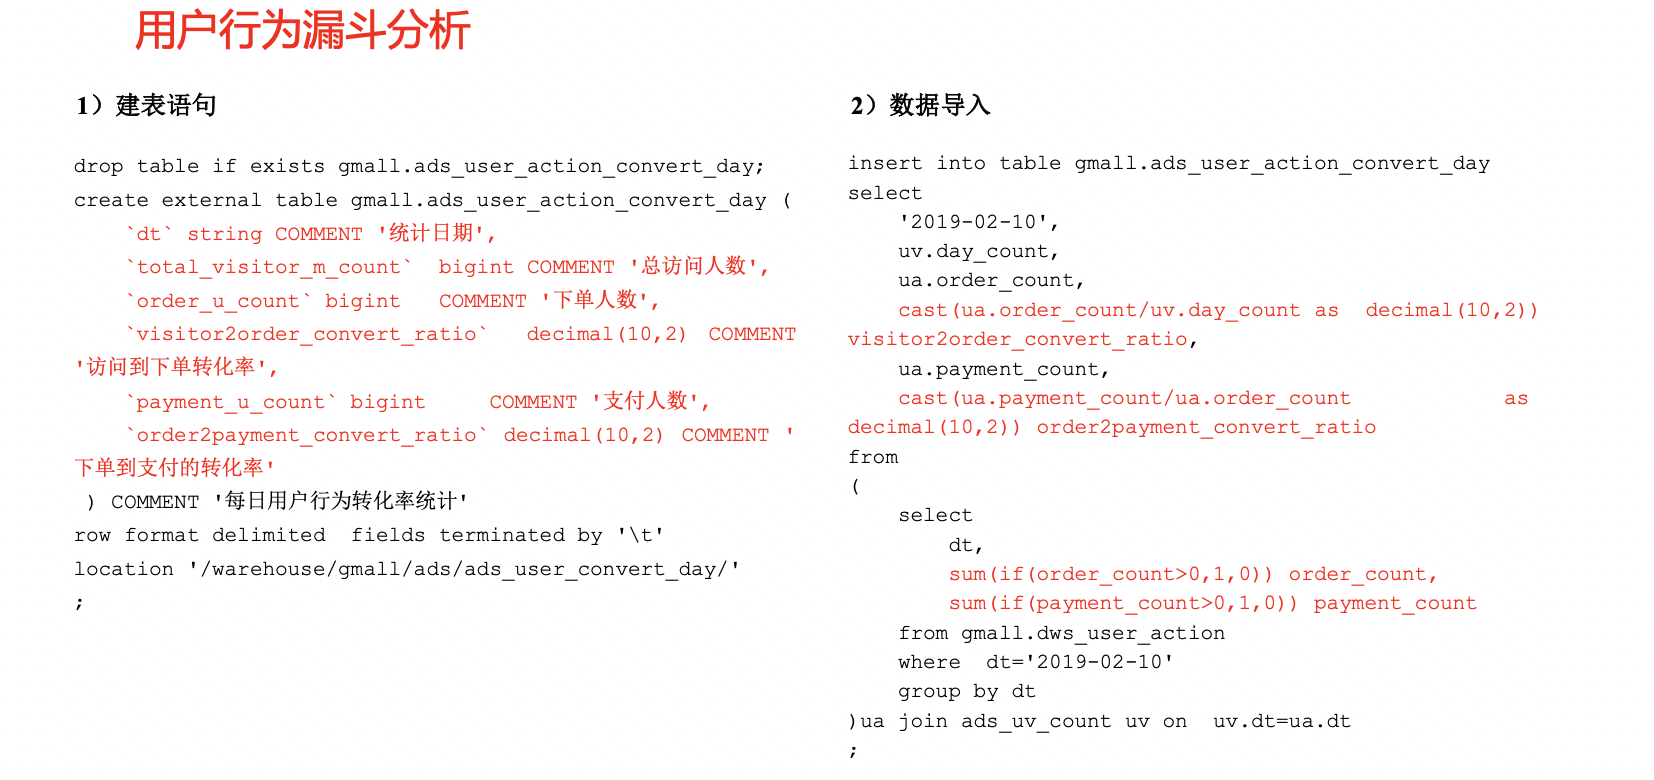 用户行为漏斗分析
1）建表语句
drop table if exists gmall.ads_user_action_convert_day;
create external table gmall.ads_user_action_convert_day (
`dt` string COMMENT '统计日期',
`total_visitor_m_count`  bigint COMMENT '总访问人数',
`order_u_count` bigint   COMMENT '下单人数',
`visitor2order_convert_ratio`   decimal(10,2) COMMENT
'访问到下单转化率',
`payment_u_count` bigint     COMMENT '支付人数',
`order2payment_convert_ratio` decimal(10,2) COMMENT '
下单到支付的转化率'
) COMMENT '每日用户行为转化率统计'
row format delimited  fields terminated by '\t'
location '/warehouse/gmall/ads/ads_user_convert_day/'
;
2）数据导入
insert into table gmall.ads_user_action_convert_day
select
'2019-02-10',
uv.day_count,
ua.order_count,
cast(ua.order_count/uv.day_count as  decimal(10,2))
visitor2order_convert_ratio,
ua.payment_count,
cast(ua.payment_count/ua.order_count as
decimal(10,2)) order2payment_convert_ratio
from
(
select
dt,
sum(if(order_count>0,1,0)) order_count,
sum(if(payment_count>0,1,0)) payment_count
from gmall.dws_user_action
where  dt='2019-02-10'
group by dt
)ua join ads_uv_count uv on  uv.dt=ua.dt
;